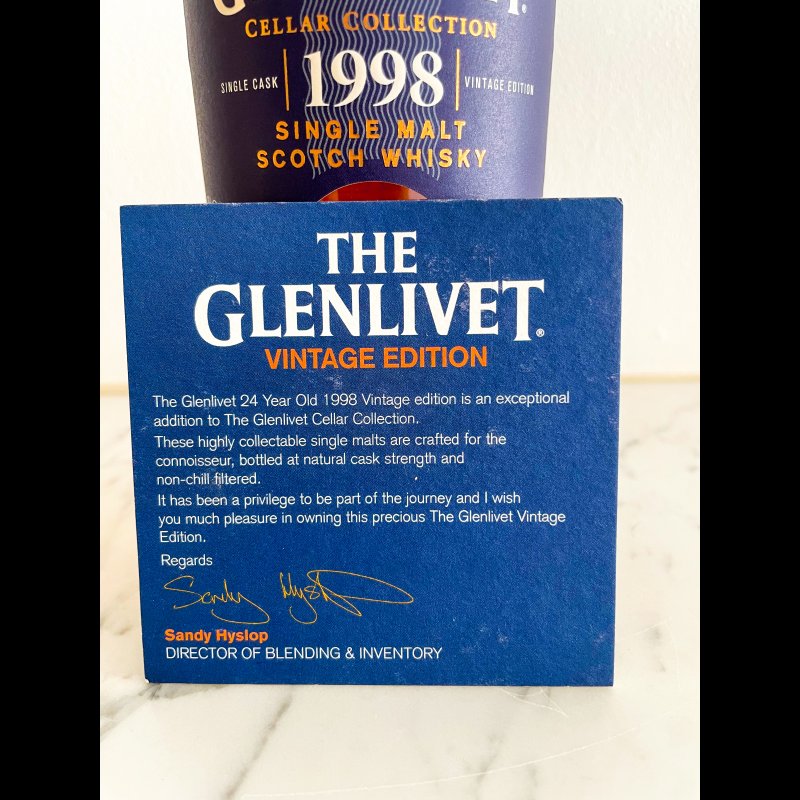 CELLAR COLLECTION
SINGLE CASK 1998 VINTAGE EDITION
SINGLE MALT
SCOTCH WHISKY
THE
GLENLIVET®
VINTAGE EDITION
The Glenlivet 24 Year Old 1998 Vintage edition is an exceptional
addition to The Glenlivet Cellar Collection.
These highly collectable single malts are crafted for the
connoisseur, bottled at natural cask strength and
non-chill filtered.
It has been a privilege to be part of the journey and I wish
you much pleasure in owning this precious The Glenlivet Vintage
Edition.
Regards
Sandy Hyslop
Sandy Hyslop
DIRECTOR OF BLENDING & INVENTORY